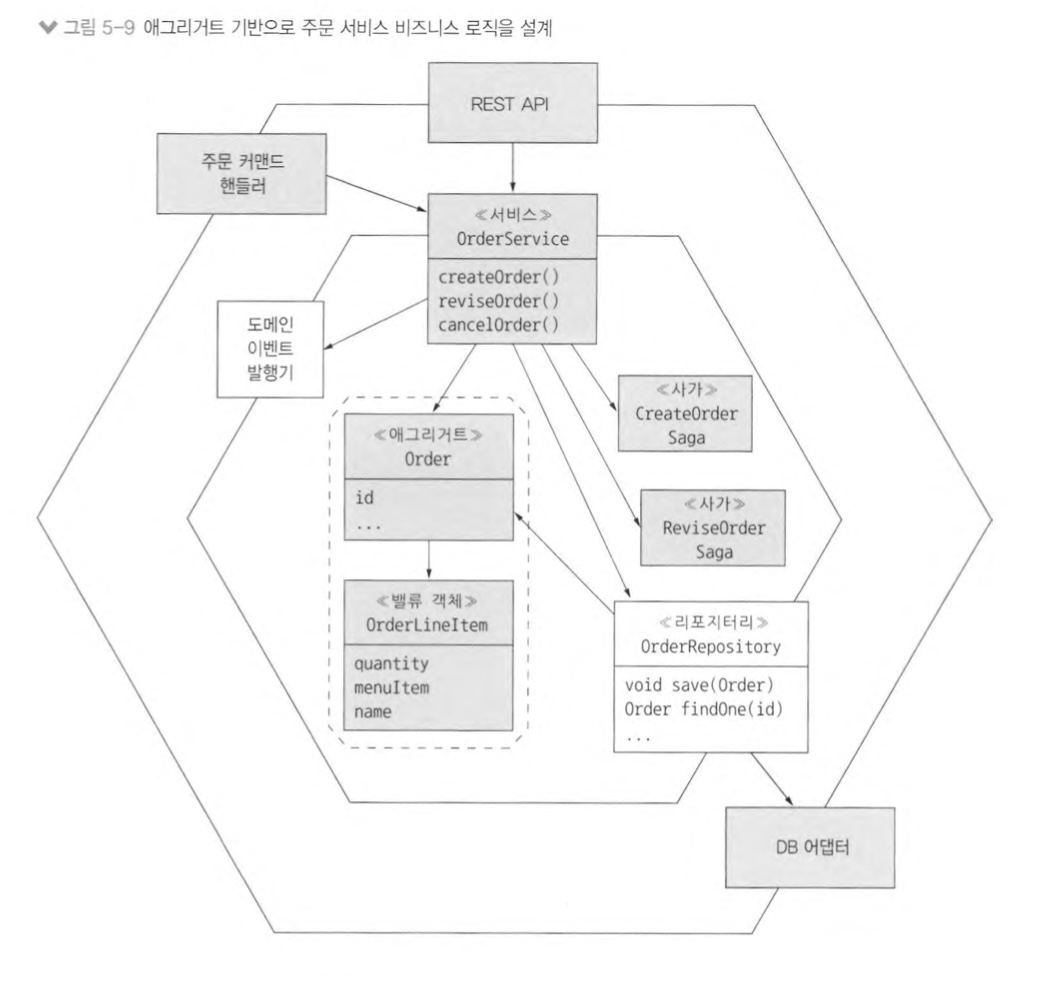 그림 5-9 애그리거트 기반으로 주문 서비스 비즈니스 로직을 설계
REST API
주문 커맨드
핸들러
≪서비스≫
OrderService
createOrder()
reviseOrder()
cancelOrder()
도메인
이벤트
발행기
≪사가≫
CreateOrder
Saga
≪애그리거트≫
Order
id
...
≪사가≫
ReviseOrder
Saga
≪밸류 객체≫
OrderLineItem
quantity
menuItem
name
≪리포지터리≫
OrderRepository
void save(Order)
Order findOne(id)
...
DB 어댑터